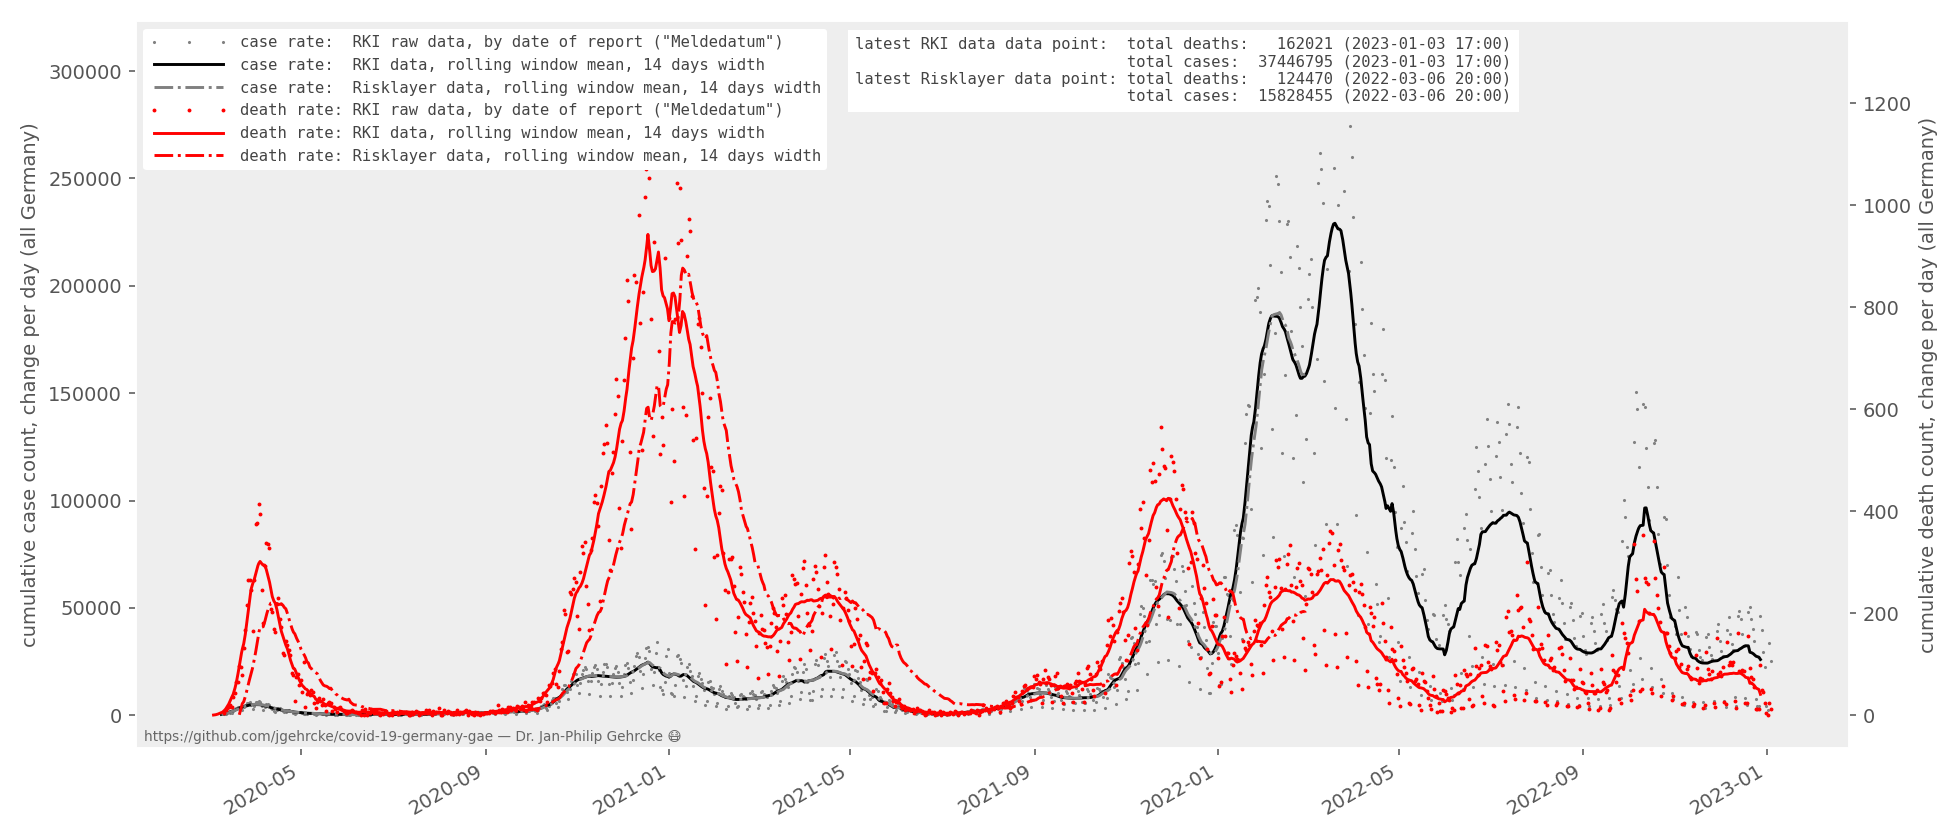 case rate:  RKI raw data, by date of report ("Meldedatum")
case rate:  RKI data, rolling window mean, 14 days width
case rate:  Risklayer data, rolling window mean, 14 days width
death rate: RKI raw data, by date of report ("Meldedatum")
death rate: RKI data, rolling window mean, 14 days width
death rate: Risklayer data, rolling window mean, 14 days width
latest RKI data data point:  total deaths:   162021 (2023-01-03 17:00)
total cases:  37446795 (2023-01-03 17:00)
latest Risklayer data point: total deaths:   124470 (2022-03-06 20:00)
total cases:  15828455 (2022-03-06 20:00)
cumulative case count, change per day (all Germany)
300000
250000
200000
150000
100000
50000
0
1200
1000
800
600
400
200
0
cumulative death count, change per day (all Germany)
https://github.com/jgehrcke/covid-19-germany-gae — Dr. Jan-Philip Gehrcke 😷
2020-05
2020-09
2021-01
2021-05
2021-09
2022-01
2022-05
2022-09
2023-01